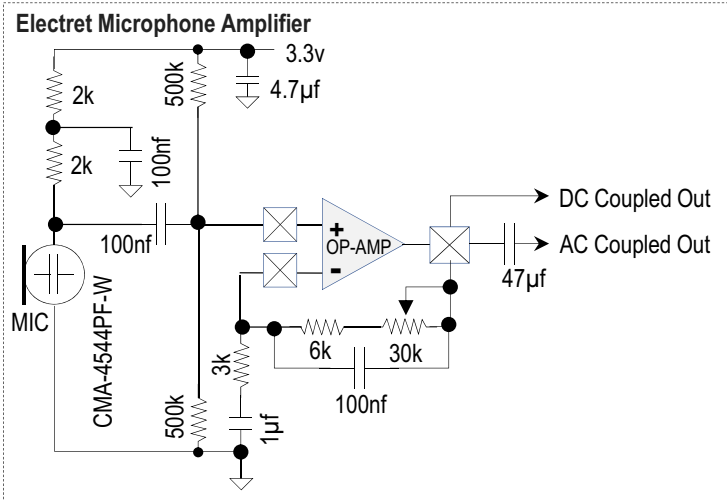 Electret Microphone Amplifier
3.3v
2k
500k
4.7µf
2k
100nf
100nf
+
OP-AMP
-
DC Coupled Out
AC Coupled Out
47µf
MIC
CMA-4544PF-W
3k
6k
30k
100nf
500k
1µf